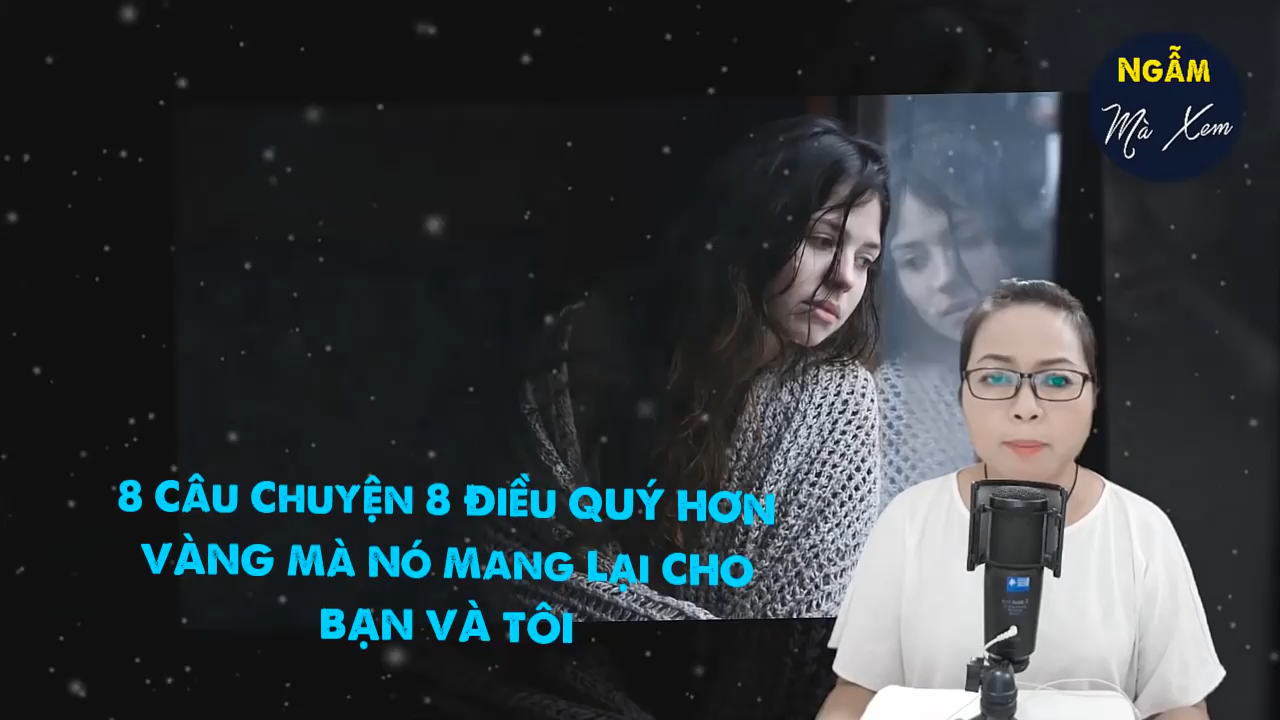 NGẪM
Mà Xem
8 CÂU CHUYỆN 8 ĐIỀU QUÝ HƠN
VÀNG MÀ NÓ MANG LẠI CHO
BẠN VÀ TÔI